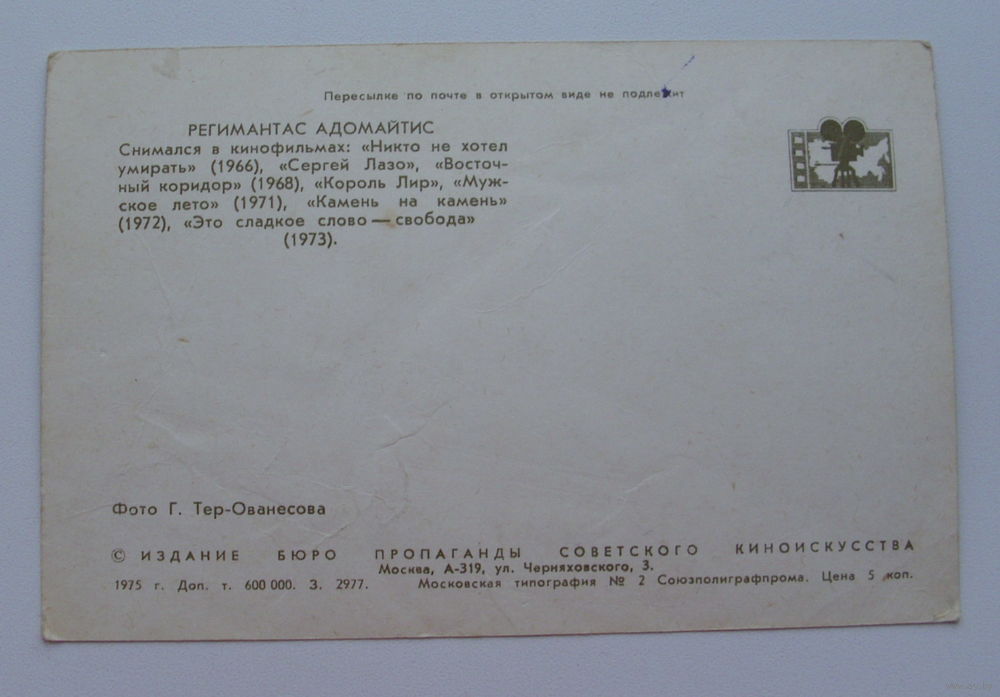 Пересылке по почте в открытом виде не подлежит
РЕГИМАНТАС АДОМАЙТИС
Снимался в кинофильмах: «Никто не хотел
умирать» (1966), «Сергей Лазо», «Восточ-
ный коридор» (1968), «Король Лир», «Муж-
ское лето» (1971), «Камень на камень»
(1972), «Это сладкое слово — свобода»
(1973).
Фото Г. Тер-Ованесова
© ИЗДАНИЕ БЮРО ПРОПАГАНДЫ СОВЕТСКОГО КИНОИСКУССТВА
Москва, А-319, ул. Черняховского, 3.
1975 г. Доп. т. 600 000. З. 2977. Московская типография № 2 Союзполиграфпрома. Цена 5 коп.